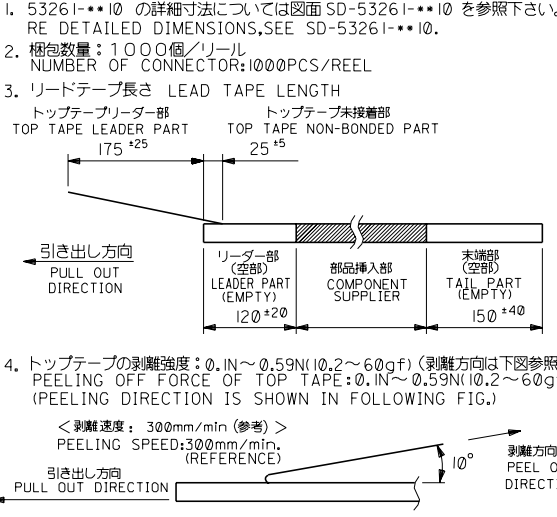 1. 53261-**10 の詳細寸法については図面 SD-53261-**10 を参照下さい。
RE DETAILED DIMENSIONS,SEE SD-53261-**10.
2. 梱包数量：1000個/リール
NUMBER OF CONNECTOR:1000PCS/REEL
3. リードテープ長さ LEAD TAPE LENGTH
トップテープリーダー部
TOP TAPE LEADER PART
175 ±25
トップテープ未接着部
TOP TAPE NON-BONDED PART
25 ±5
引き出し方向
PULL OUT
DIRECTION
リーダー部
(空部)
LEADER PART
(EMPTY)
120 ±20
部品挿入部
COMPONENT
SUPPLIER
末端部
(空部)
TAIL PART
(EMPTY)
150 ±40
4. トップテープの剥離強度：0.1N～0.59N(10.2～60gf) (剥離方向は下図参照
PEELING OFF FORCE OF TOP TAPE:0.1N～0.59N(10.2～60g
(PEELING DIRECTION IS SHOWN IN FOLLOWING FIG.)
<剥離速度： 300mm/min (参考) >
PEELING SPEED:300mm/min.
(REFERENCE)
引き出し方向
PULL OUT DIRECTION
10°
剥離方向
PEEL O
DIRECTI